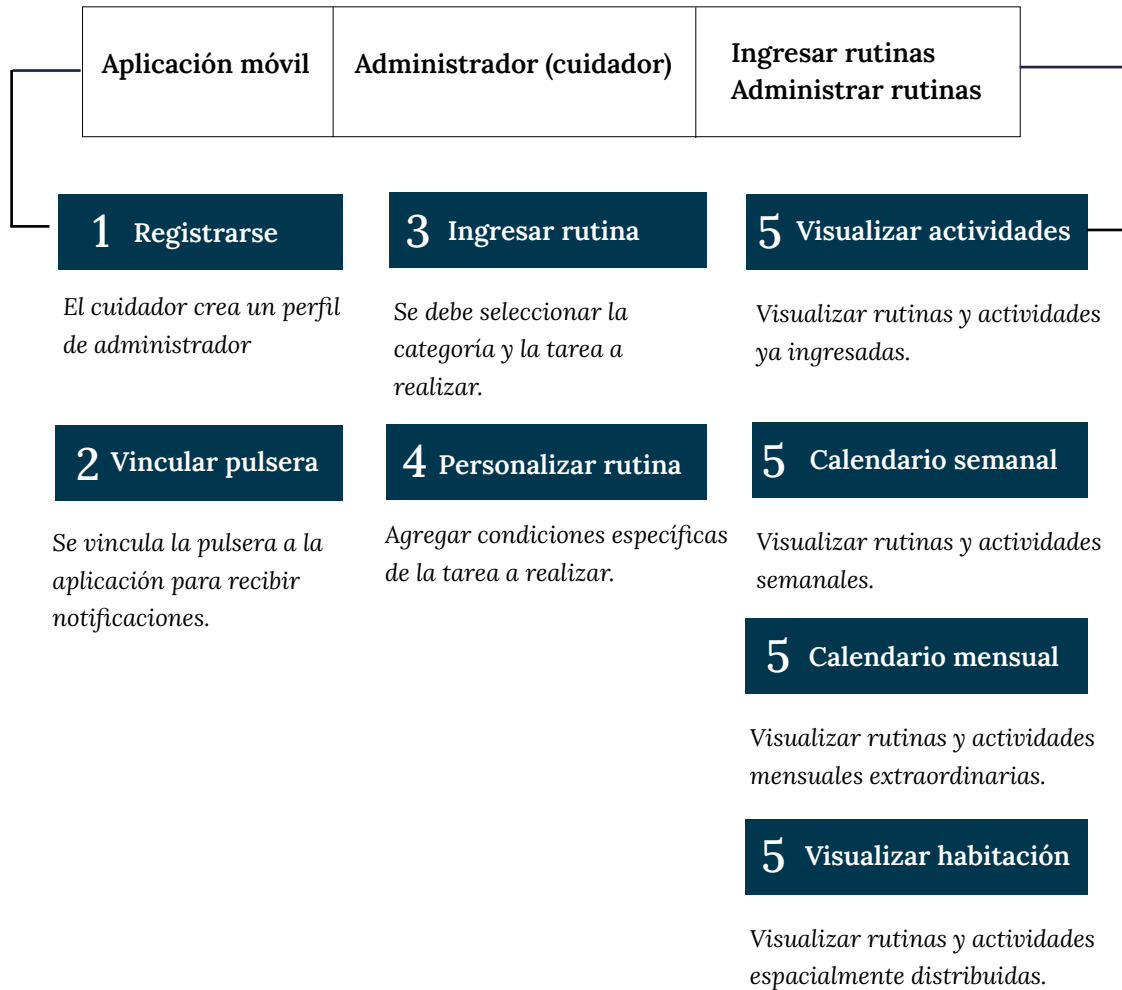 Aplicación móvil
Administrador (cuidador)
Ingresar rutinas
Administrar rutinas
1 Registrarse
El cuidador crea un perfil
de administrador
2 Vincular pulsera
Se vincula la pulsera a la
aplicación para recibir
notificaciones.
3 Ingresar rutina
Se debe seleccionar la
categoría y la tarea a
realizar.
4 Personalizar rutina
Agregar condiciones específicas
de la tarea a realizar.
5 Visualizar actividades
Visualizar rutinas y actividades
ya ingresadas.
5 Calendario semanal
Visualizar rutinas y actividades
semanales.
5 Calendario mensual
Visualizar rutinas y actividades
mensuales extraordinarias.
5 Visualizar habitación
Visualizar rutinas y actividades
espacialmente distribuidas.